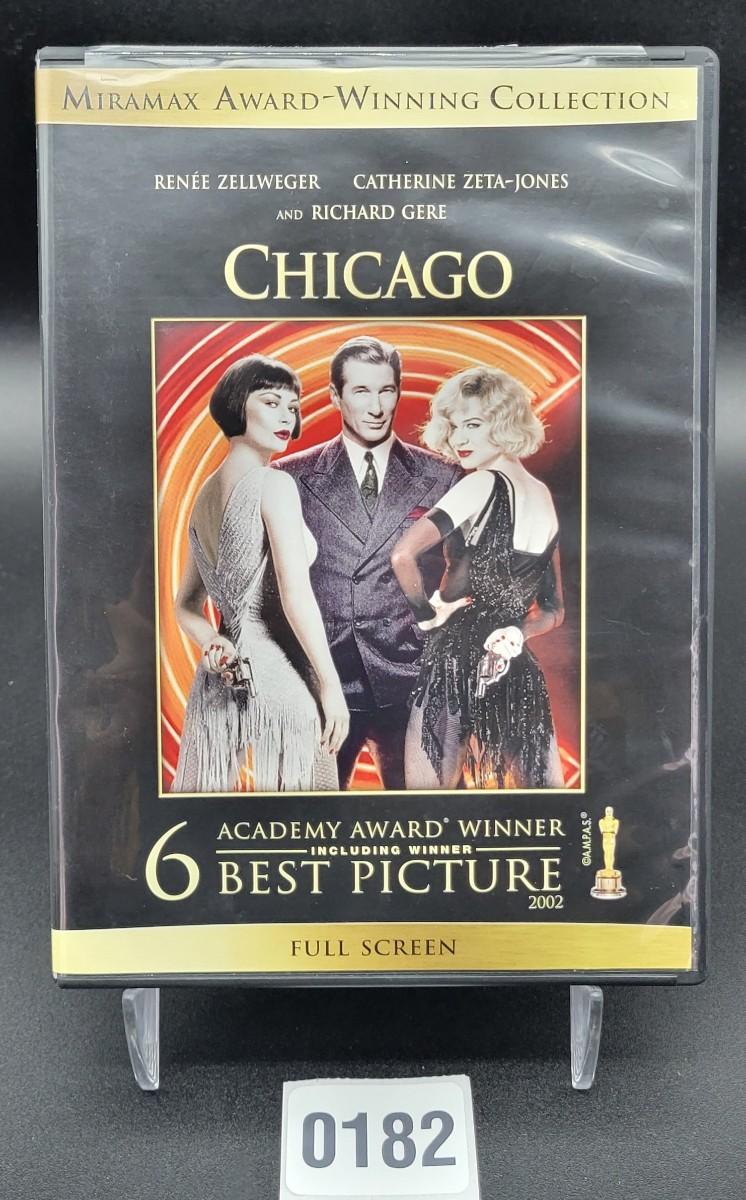 MIRAMAX AWARD-WINNING COLLECTION
RENÉE ZELLWEGER CATHERINE ZETA-JONES
AND RICHARD GERE
CHICAGO
6 ACADEMY AWARD® WINNER
INCLUDING WINNER
BEST PICTURE
2002
©A.M.P.A.S.®
FULL SCREEN
0182